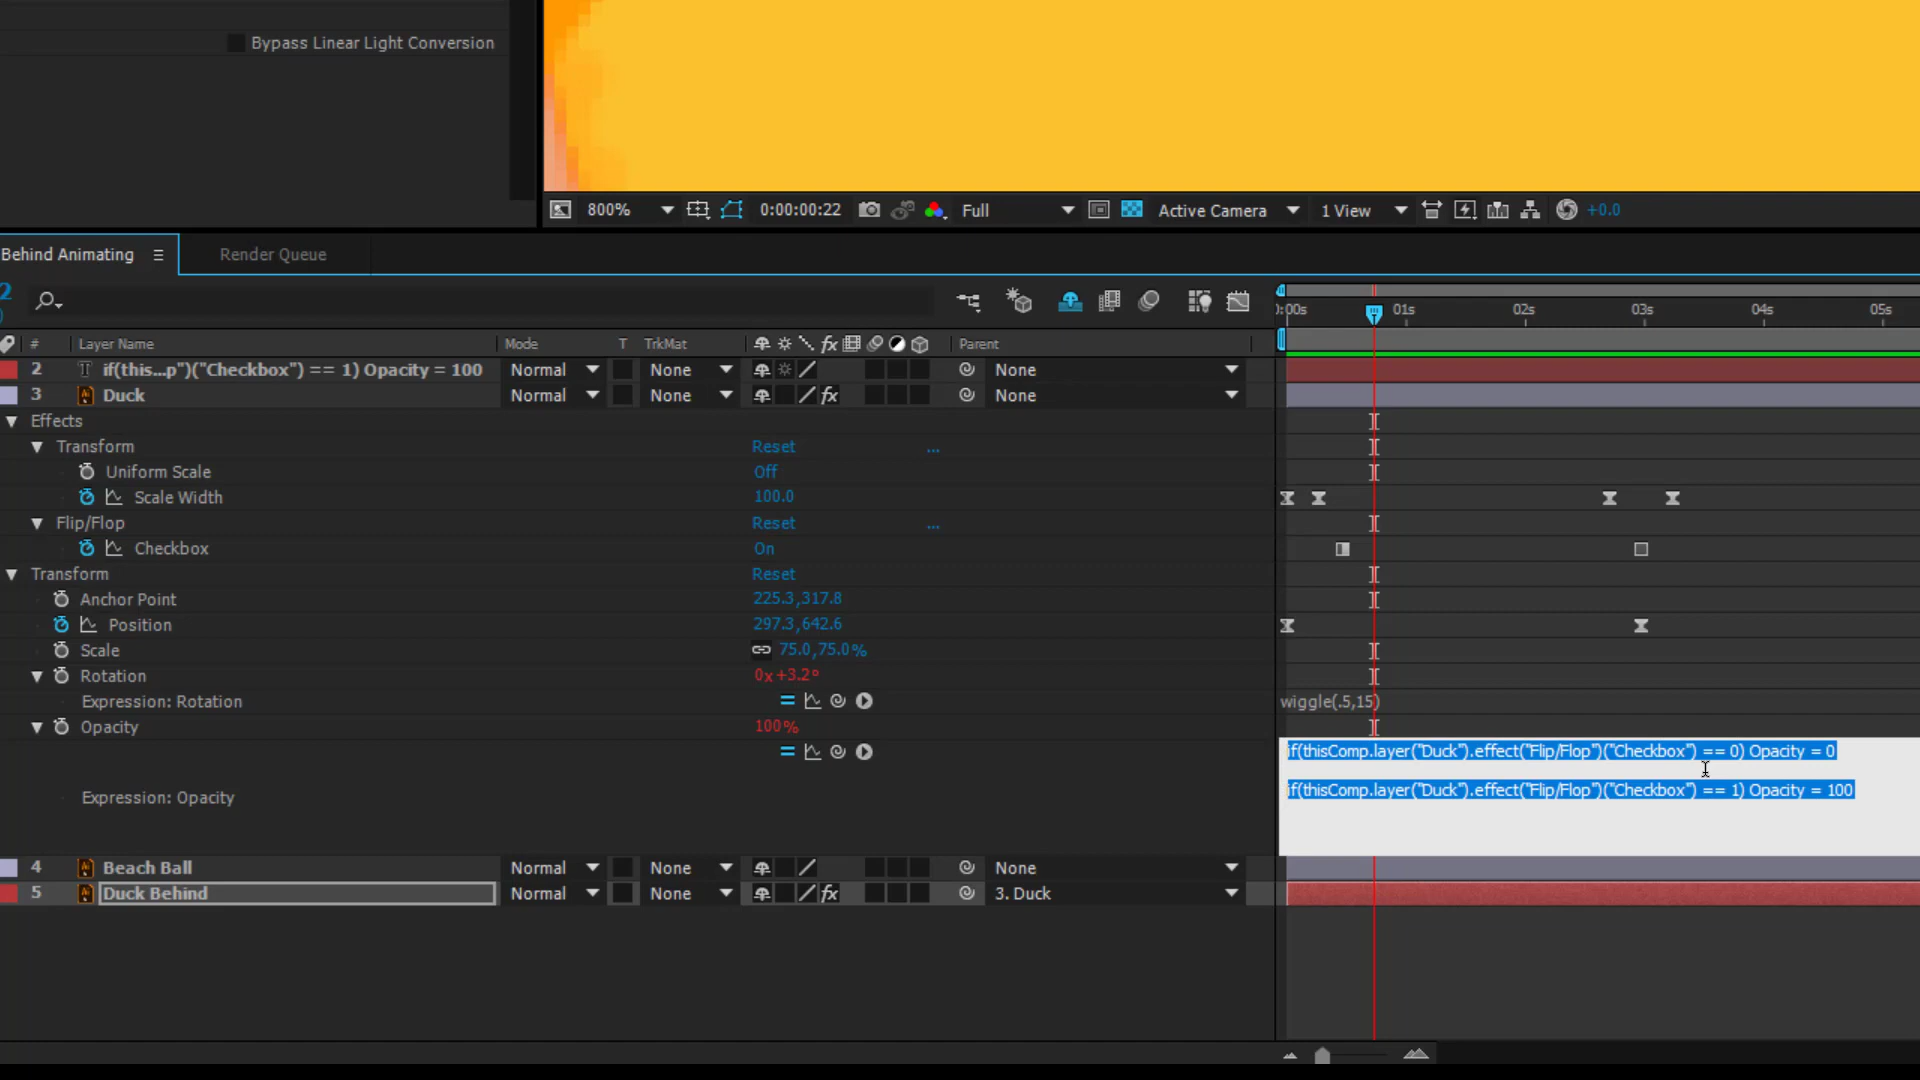 Bypass Linear Light Conversion
800% 0:00:00:22 Full Active Camera 1 View +0.0
Behind Animating Render Queue
2
):00s 01s 02s 03s 04s 05s
# Layer Name Mode T TrkMat Parent
2 T if(this...p")("Checkbox") == 1) Opacity = 100 Normal None None
3 Duck Normal None None
Effects
Transform Reset ...
Uniform Scale Off
Scale Width 100.0
Flip/Flop Reset ...
Checkbox On
Transform Reset
Anchor Point 225.3,317.8
Position 297.3,642.6
Scale 75.0,75.0%
Rotation 0x+3.2°
Expression: Rotation wiggle(.5,15)
Opacity 100%
if(thisComp.layer("Duck").effect("Flip/Flop")("Checkbox") == 0) Opacity = 0
if(thisComp.layer("Duck").effect("Flip/Flop")("Checkbox") == 1) Opacity = 100
Expression: Opacity
4 Beach Ball Normal None None
5 Duck Behind Normal None 3. Duck